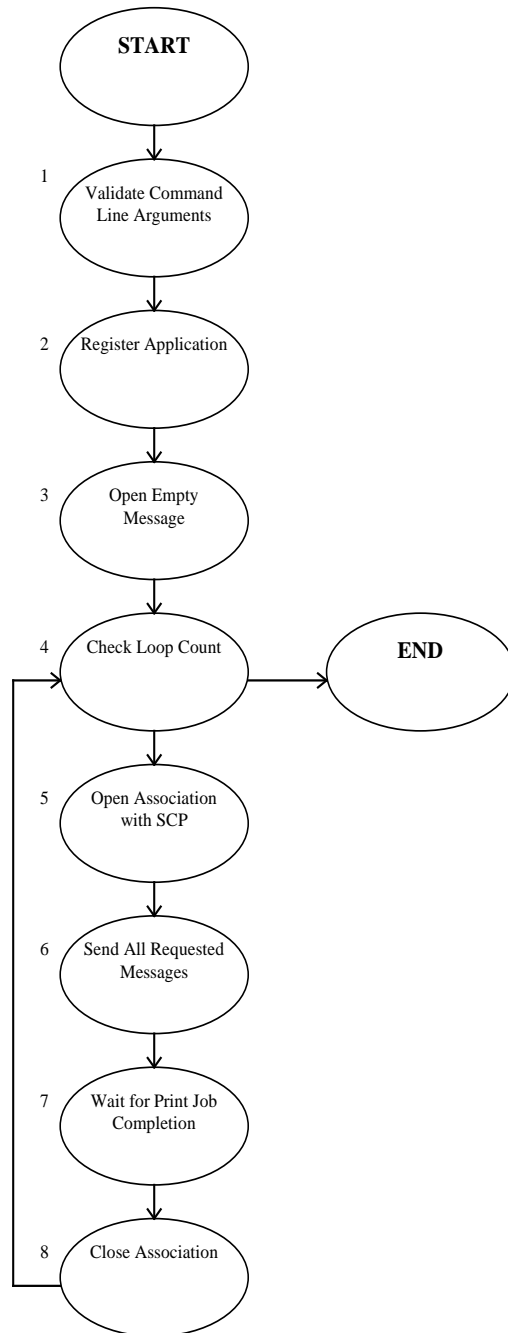 START
1
Validate Command
Line Arguments
2
Register Application
3
Open Empty
Message
4
Check Loop Count
END
5
Open Association
with SCP
6
Send All Requested
Messages
7
Wait for Print Job
Completion
8
Close Association